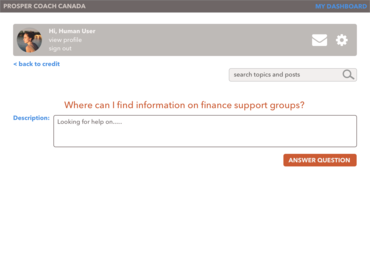 PROSPER COACH CANADA
MY DASHBOARD
Hi, Human User
view profile
sign out
< back to credit
search topics and posts
Where can I find information on finance support groups?
Description:
Looking for help on.....
ANSWER QUESTION